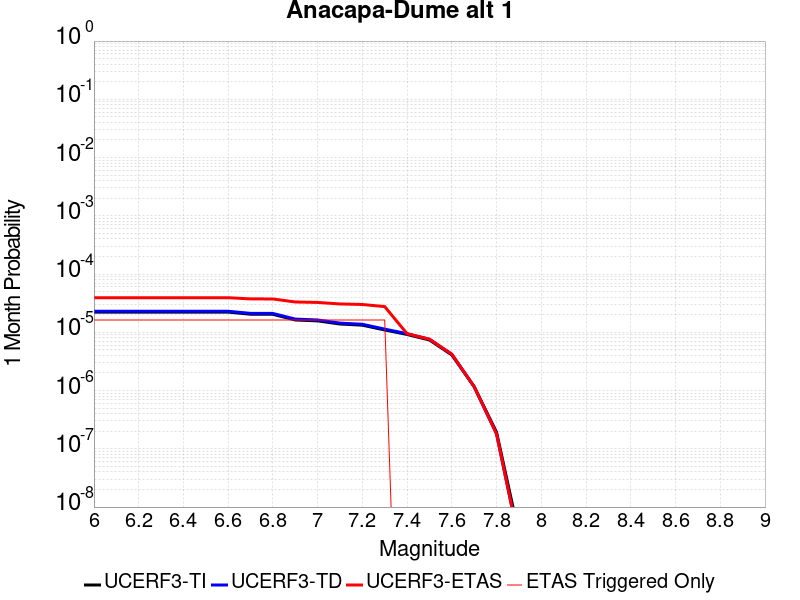 Anacapa-Dume alt 1
10^0
10^-1
10^-2
10^-3
10^-4
10^-5
10^-6
10^-7
10^-8
1 Month Probability
6 6.2 6.4 6.6 6.8 7 7.2 7.4 7.6 7.8 8 8.2 8.4 8.6 8.8 9
Magnitude
UCERF3-TI UCERF3-TD UCERF3-ETAS ETAS Triggered Only